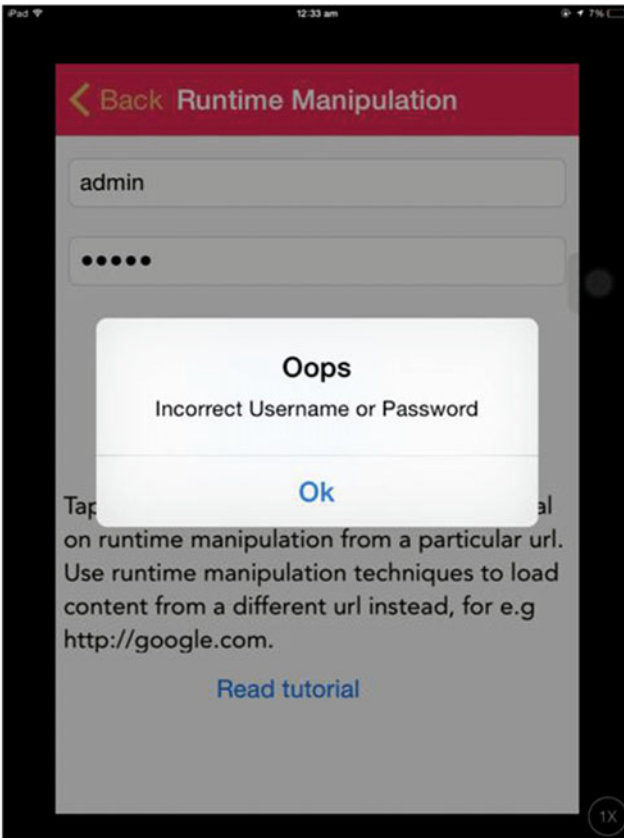 iPad 12:33 am 7%
Back Runtime Manipulation
admin
Oops
Incorrect Username or Password
Ok
Tap al
on runtime manipulation from a particular url.
Use runtime manipulation techniques to load
content from a different url instead, for e.g
http://google.com.
Read tutorial
1X